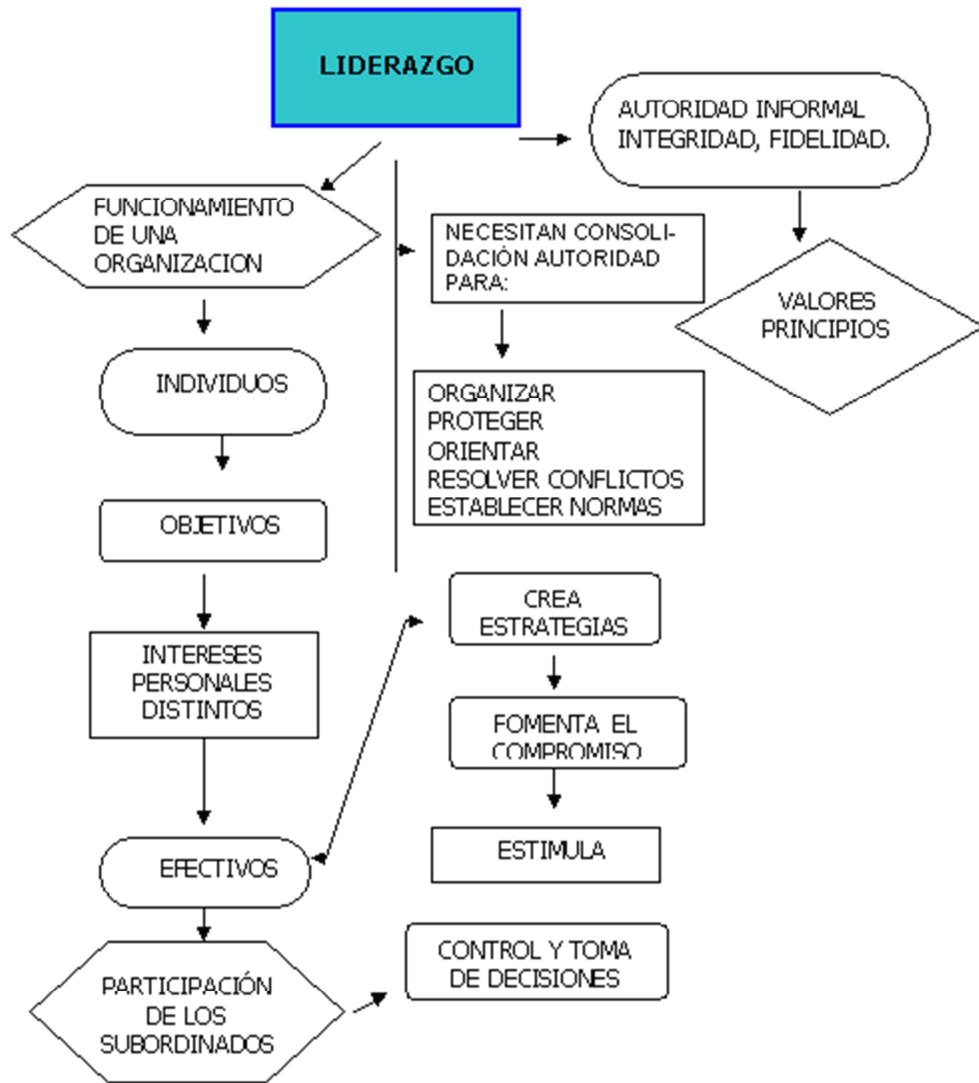 LIDERAZGO
AUTORIDAD INFORMAL
INTEGRIDAD, FIDELIDAD.
FUNCIONAMIENTO
DE UNA
ORGANIZACION
NECESITAN CONSOLI-
DACIÓN AUTORIDAD
PARA:
VALORES
PRINCIPIOS
INDIVIDUOS
ORGANIZAR
PROTEGER
ORIENTAR
RESOLVER CONFLICTOS
ESTABLECER NORMAS
OBJETIVOS
CREA
ESTRATEGIAS
INTERESES
PERSONALES
DISTINTOS
FOMENTA EL
COMPROMISO
ESTIMULA
EFECTIVOS
CONTROL Y TOMA
DE DECISIONES
PARTICIPACIÓN
DE LOS
SUBORDINADOS